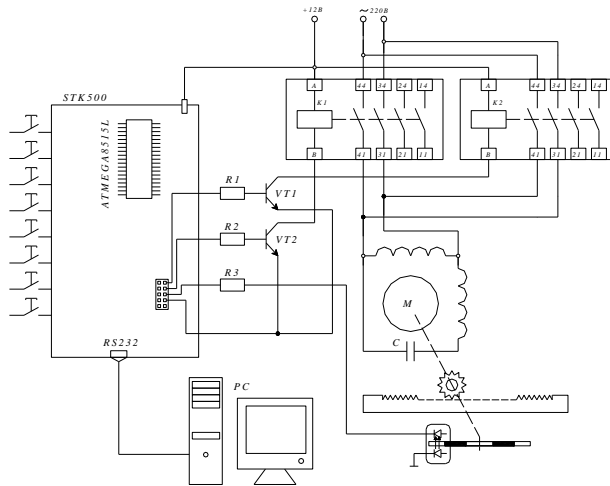 +12В
~220В
STK500
A
44
34
24
14
A
44
34
24
14
K1
K2
ATMEGA8515L
B
41
31
21
11
B
41
31
21
11
R1
VT1
R2
VT2
R3
M
C
RS232
PC